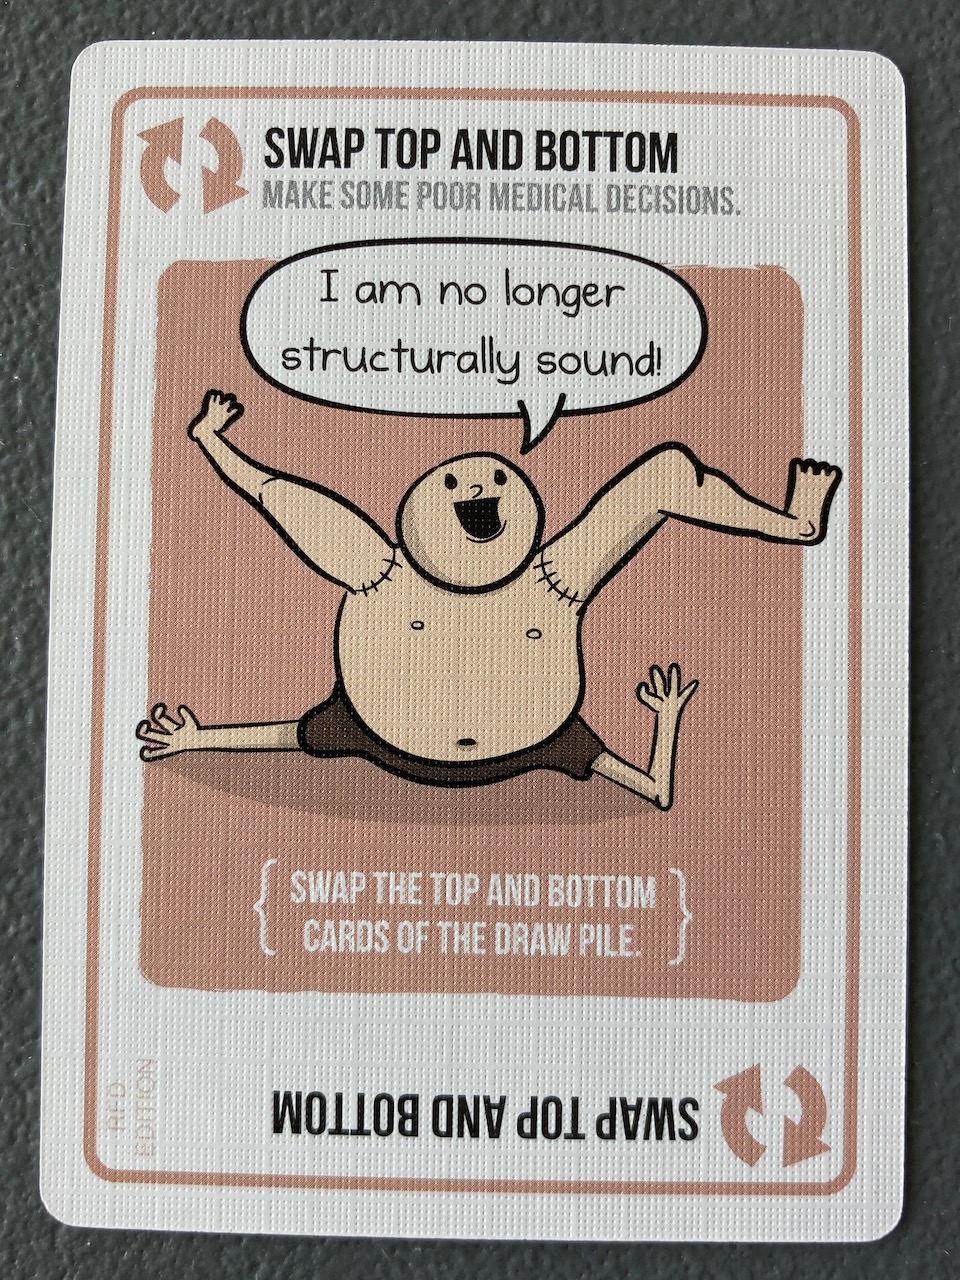 SWAP TOP AND BOTTOM
MAKE SOME POOR MEDICAL DECISIONS.
I am no longer
structurally sound!
{ SWAP THE TOP AND BOTTOM
CARDS OF THE DRAW PILE. }
RFD
EDITION
SWAP TOP AND BOTTOM